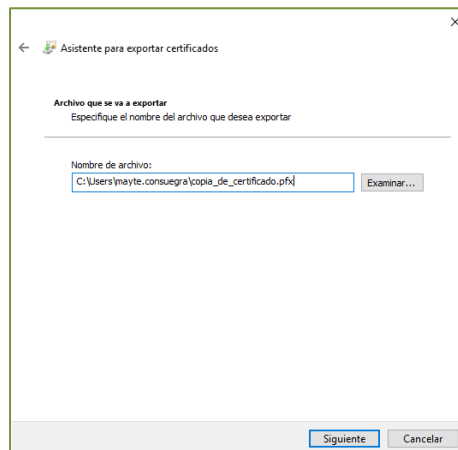 Asistente para exportar certificados
Archivo que se va a exportar
Especifique el nombre del archivo que desea exportar
Nombre de archivo:
C:\Users\mayte.consuegra\copia_de_certificado.pfx
Examinar...
Siguiente
Cancelar